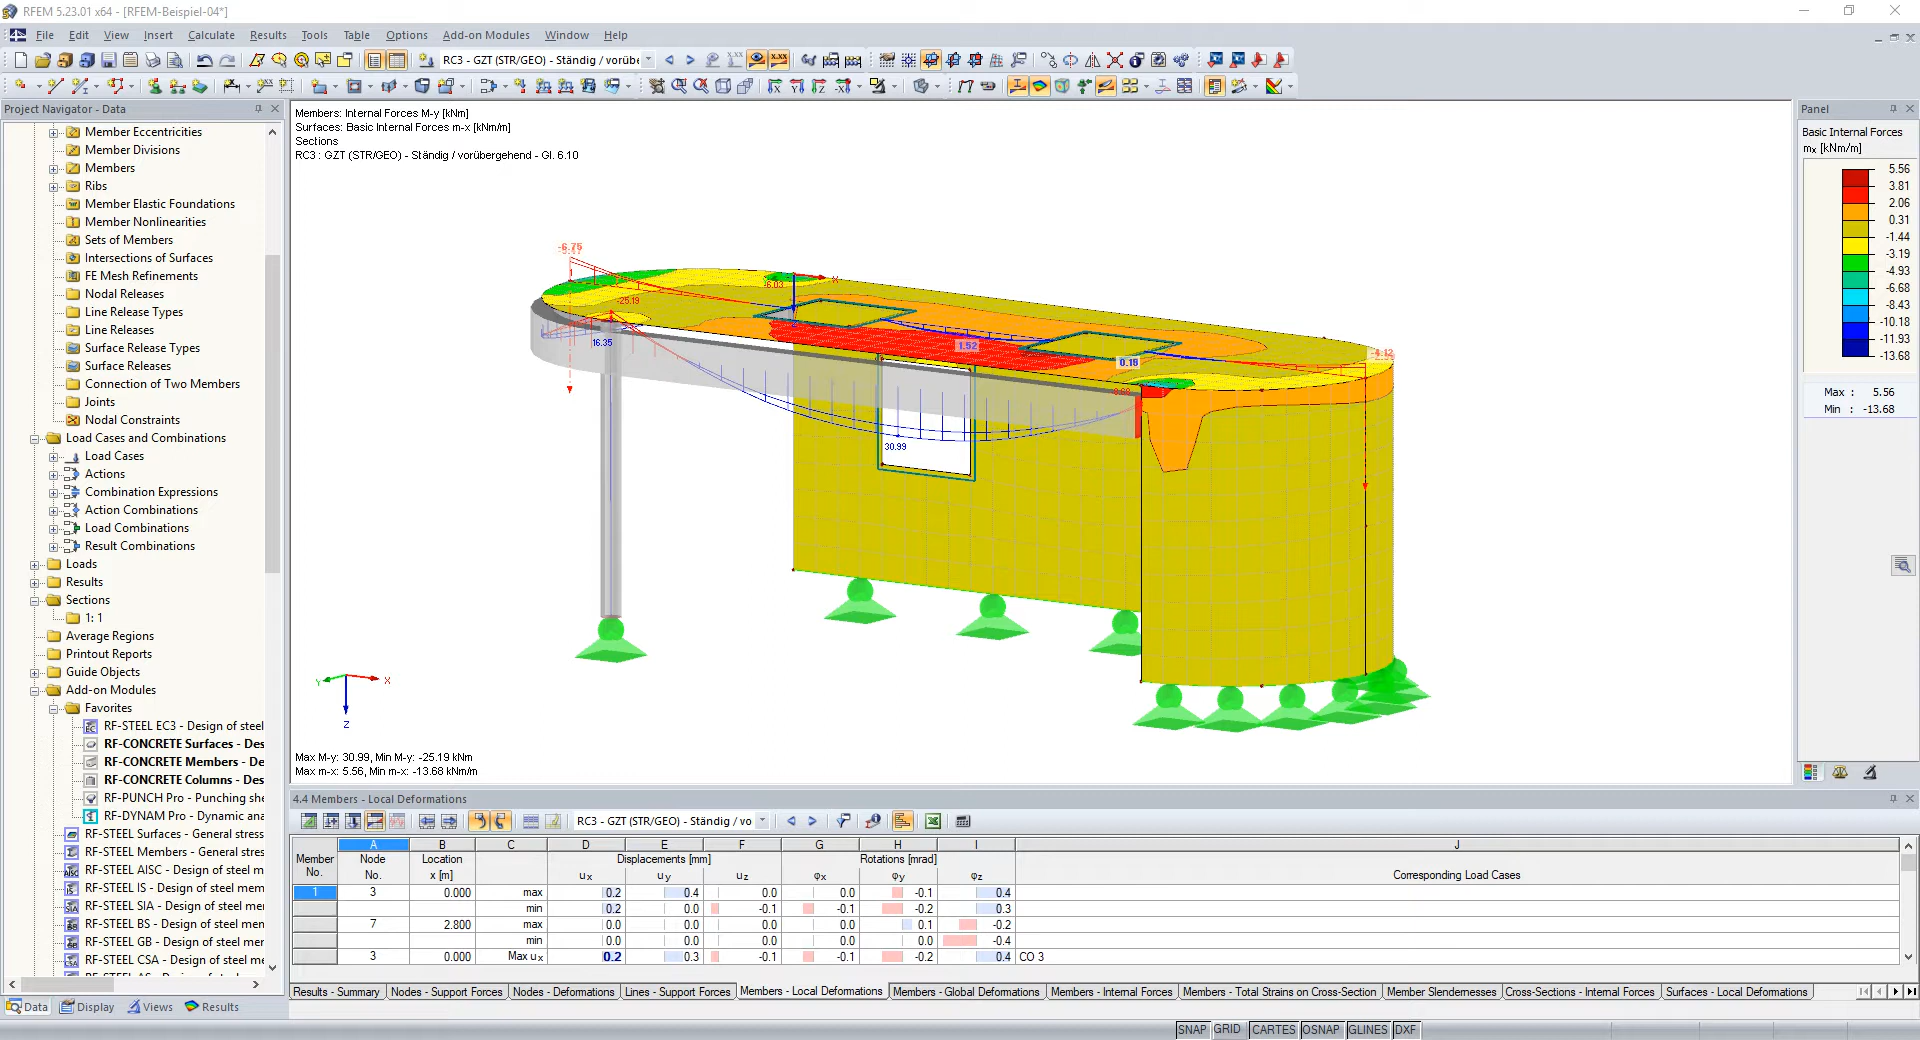 RFEM 5.23.01 x64 - [RFEM-Beispiel-04*]
File Edit View Insert Calculate Results Tools Table Options Add-on Modules Window Help
RC3 - GZT (STR/GEO) - Ständig / vorübe
Project Navigator - Data
Member Eccentricities
Member Divisions
Members
Ribs
Member Elastic Foundations
Member Nonlinearities
Sets of Members
Intersections of Surfaces
FE Mesh Refinements
Nodal Releases
Line Release Types
Line Releases
Surface Release Types
Surface Releases
Connection of Two Members
Joints
Nodal Constraints
Load Cases and Combinations
Load Cases
Actions
Combination Expressions
Action Combinations
Load Combinations
Result Combinations
Loads
Results
Sections
1: 1
Average Regions
Printout Reports
Guide Objects
Add-on Modules
Favorites
RF-STEEL EC3 - Design of steel
RF-CONCRETE Surfaces - Des
RF-CONCRETE Members - De
RF-CONCRETE Columns - Des
RF-PUNCH Pro - Punching she
RF-DYNAM Pro - Dynamic ana
RF-STEEL Surfaces - General stress
RF-STEEL Members - General stress
RF-STEEL AISC - Design of steel me
RF-STEEL IS - Design of steel mem
RF-STEEL SIA - Design of steel mem
RF-STEEL BS - Design of steel mem
RF-STEEL GB - Design of steel mem
RF-STEEL CSA - Design of steel me
Data Display Views Results
Members: Internal Forces M-y [kNm]
Surfaces: Basic Internal Forces m-x [kNm/m]
Sections
RC3 : GZT (STR/GEO) - Ständig / vorübergehend - Gl. 6.10
-6.75
-25.19
16.35
-6.03
X
1.52
0.18
-4.12
30.99
Y X
Z
Max M-y: 30.99, Min M-y: -25.19 kNm
Max m-x: 5.56, Min m-x: -13.68 kNm/m
Panel
Basic Internal Forces
mx [kNm/m]
5.56
3.81
2.06
0.31
-1.44
-3.19
-4.93
-6.68
-8.43
-10.18
-11.93
-13.68
Max : 5.56
Min : -13.68
4.4 Members - Local Deformations
RC3 - GZT (STR/GEO) - Ständig / vo
A B C D E F G H I J
Member Node Location Displacements [mm] Rotations [mrad]
No. No. x [m] ux uy uz φx φy φz Corresponding Load Cases
1 3 0.000 max 0.2 0.4 0.0 0.0 -0.1 0.4
min 0.2 0.0 -0.1 -0.1 -0.2 0.3
7 2.800 max 0.0 0.0 0.0 0.0 0.1 -0.2
min 0.0 0.0 0.0 0.0 0.0 -0.4
3 0.000 Max ux 0.2 0.3 -0.1 -0.1 -0.2 0.4 CO 3
Results - Summary Nodes - Support Forces Nodes - Deformations Lines - Support Forces Members - Local Deformations Members - Global Deformations Members - Internal Forces Members - Total Strains on Cross-Section Member Slendernesses Cross-Sections - Internal Forces Surfaces - Local Deformations
SNAP GRID CARTES OSNAP GLINES DXF